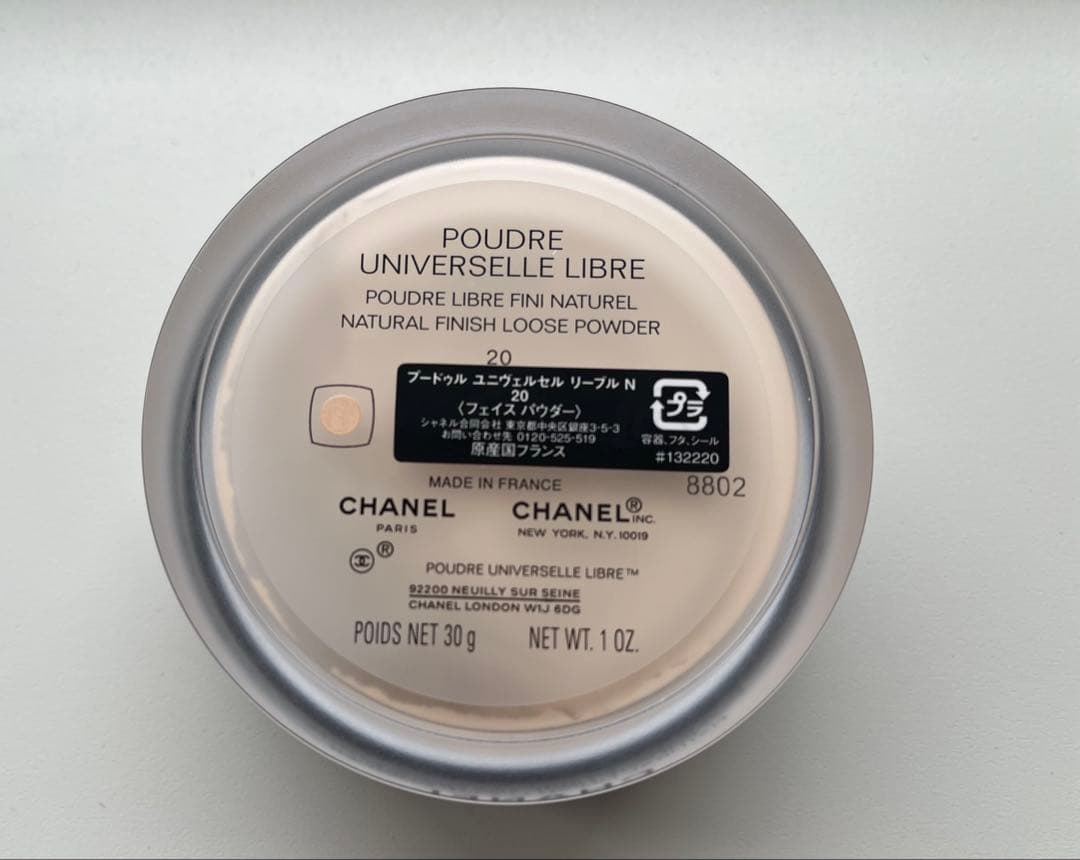 POUDRE
UNIVERSELLE LIBRE
POUDRE LIBRE FINI NATUREL
NATURAL FINISH LOOSE POWDER
20
プードゥル ユニヴェルセル リーブル N
20
〈フェイス パウダー〉
シャネル合同会社 東京都中央区銀座3-5-3
お問い合わせ先 0120-525-519
原産国フランス
プラ
容器、フタ、シール
#132220
MADE IN FRANCE
8802
CHANEL
PARIS
CHANEL® INC.
NEW YORK, N.Y. 10019
®
POUDRE UNIVERSELLE LIBRE™
92200 NEUILLY SUR SEINE
CHANEL LONDON W1J 6DG
POIDS NET 30 g NET WT. 1 OZ.